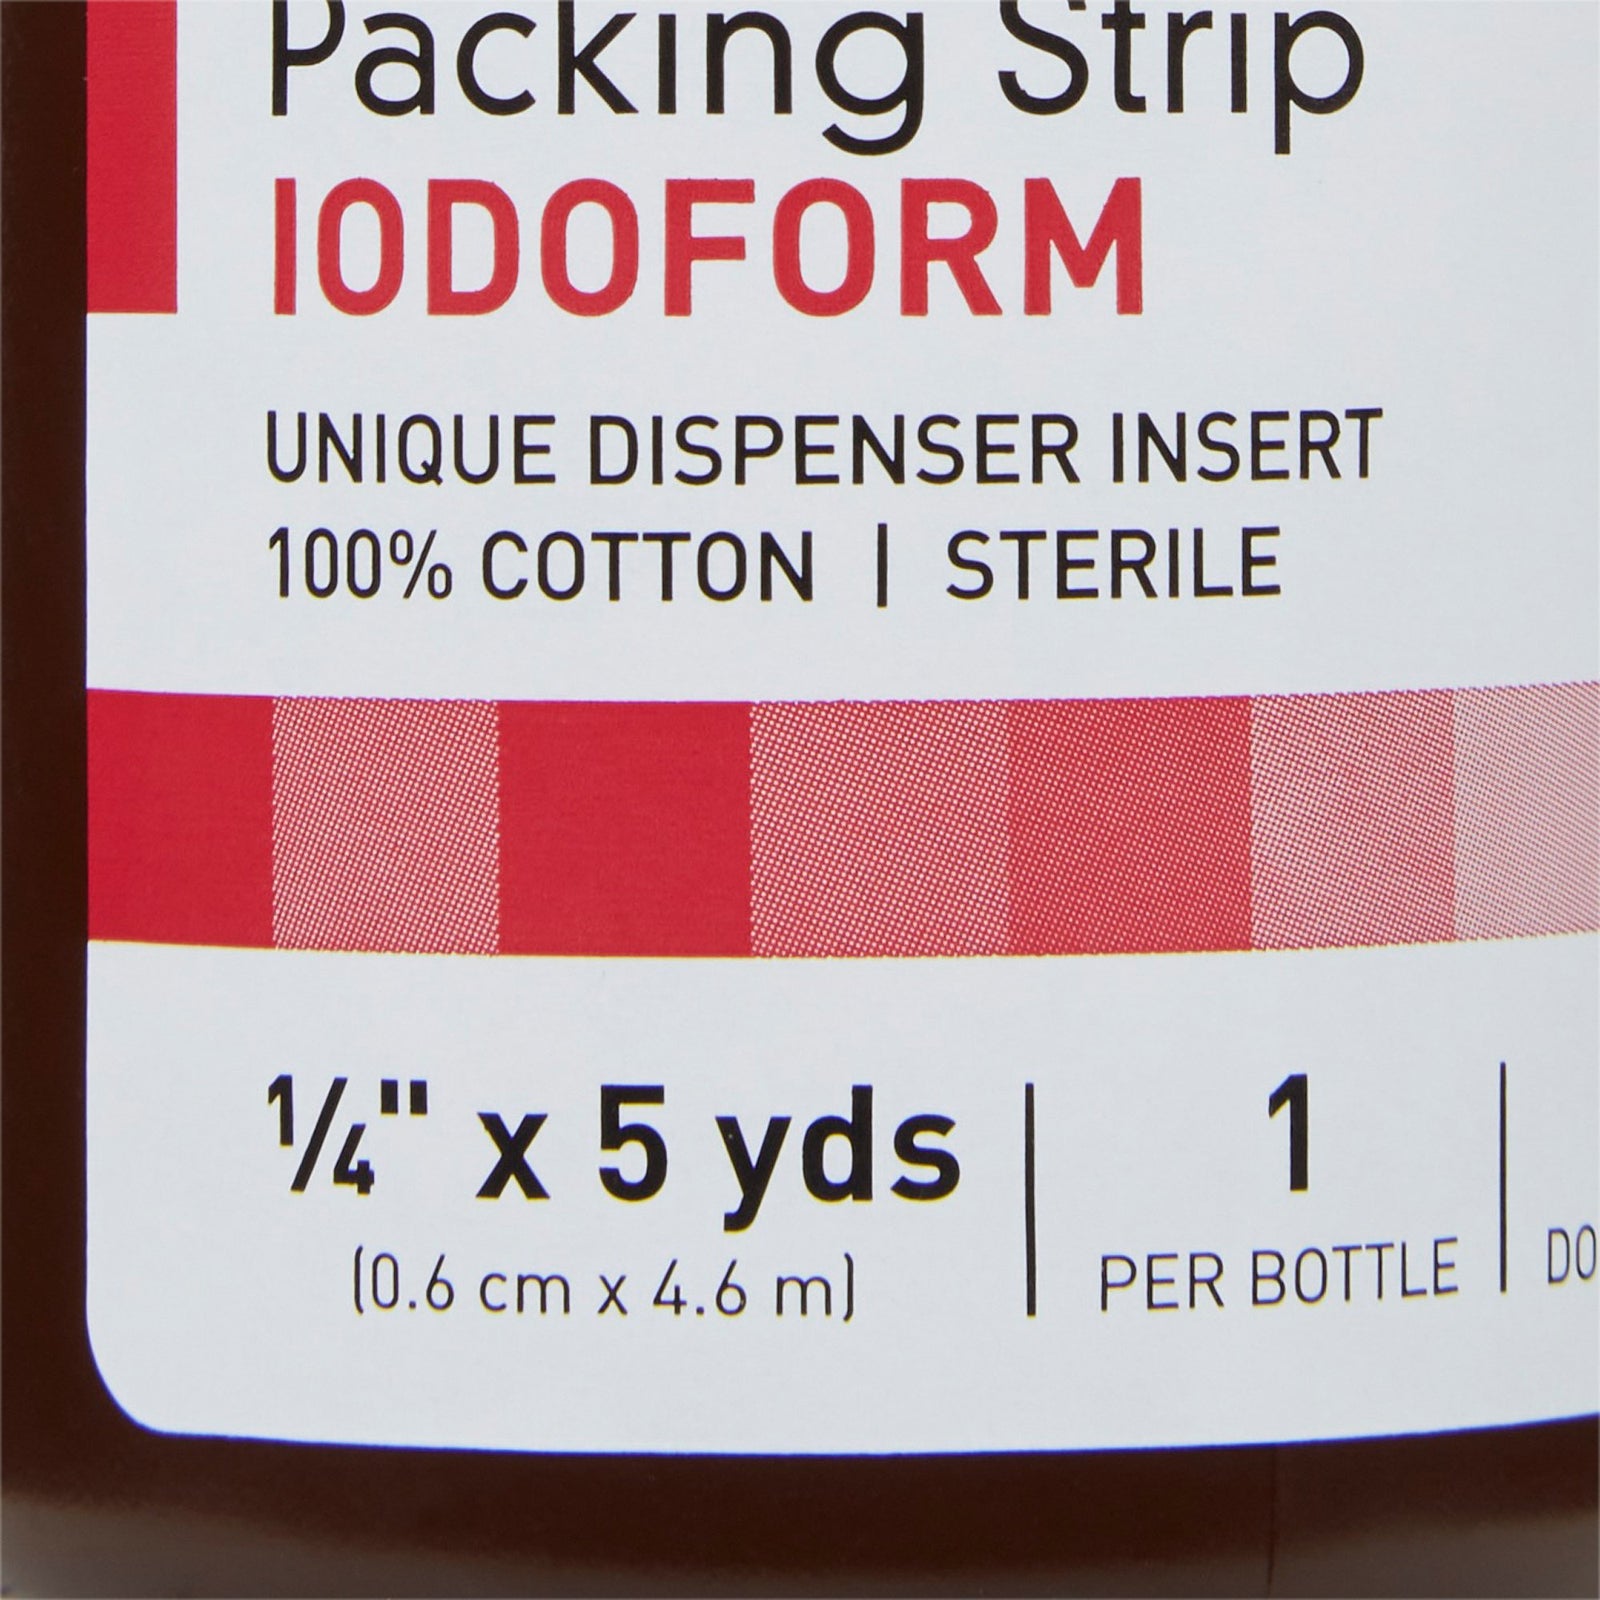 Packing Strip
IODOFORM
UNIQUE DISPENSER INSERT
100% COTTON | STERILE
¼" x 5 yds | 1 |
(0.6 cm x 4.6 m) PER BOTTLE